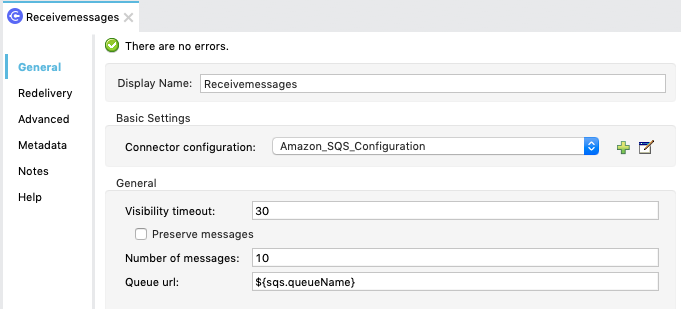 Receivemessages
There are no errors.
General
Redelivery
Advanced
Metadata
Notes
Help
Display Name: Receivemessages
Basic Settings
Connector configuration: Amazon_SQS_Configuration
General
Visibility timeout: 30
Preserve messages
Number of messages: 10
Queue url: ${sqs.queueName}